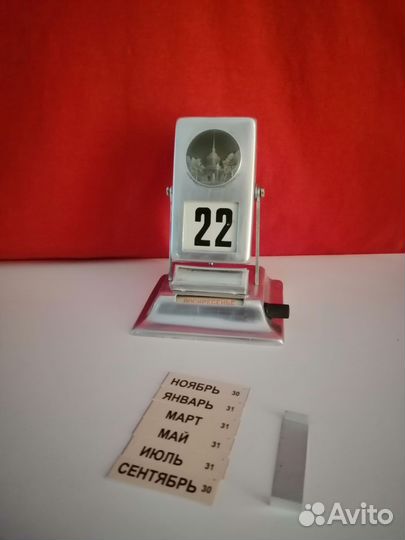 22
ВОСКРЕСЕНЬЕ
НОЯБРЬ 30
ЯНВАРЬ 31
МАРТ 31
МАЙ 31
ИЮЛЬ 31
СЕНТЯБРЬ 30
Avito